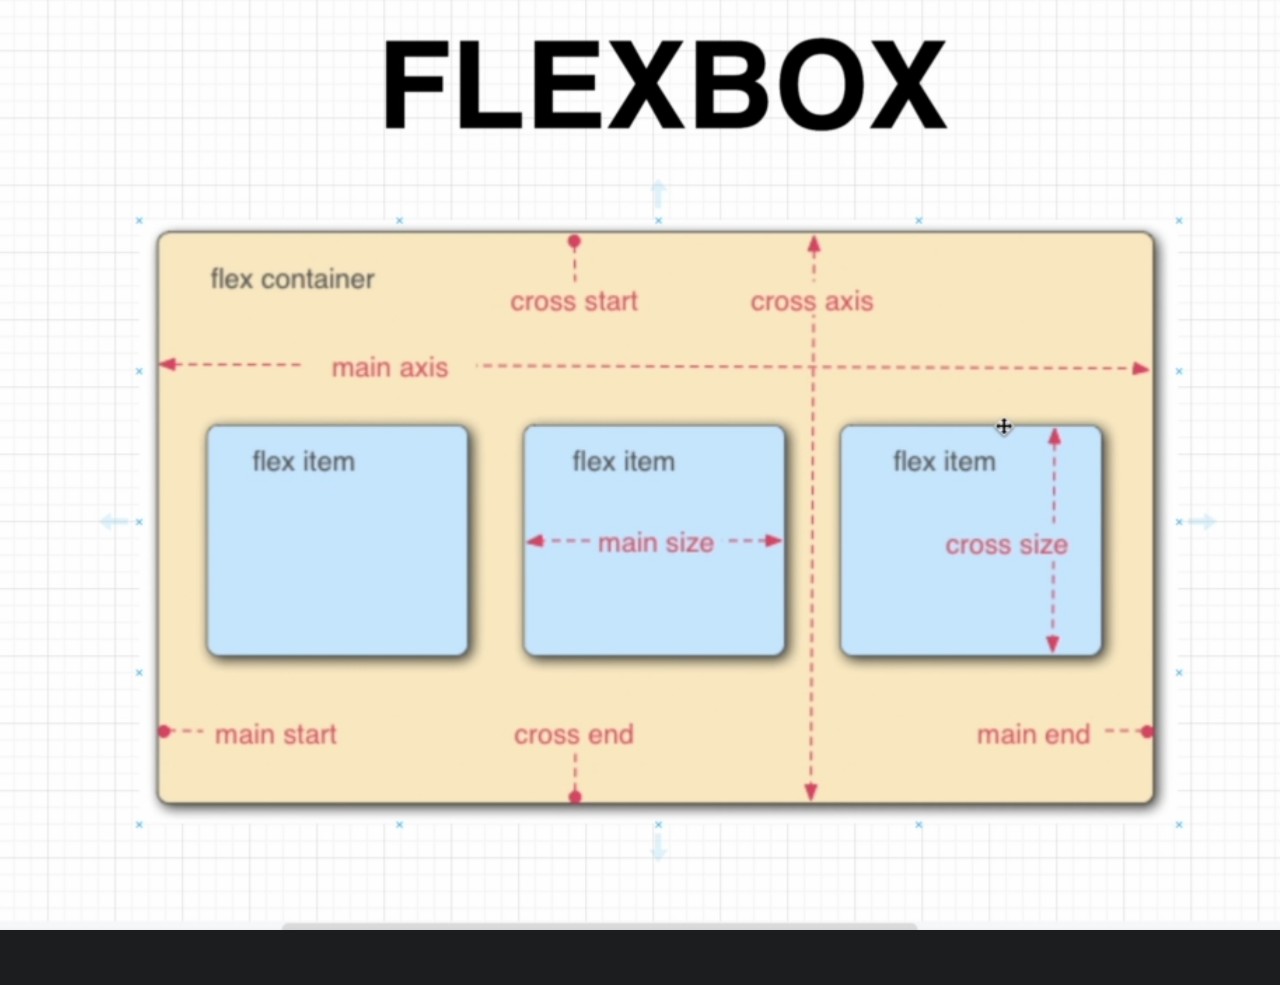 FLEXBOX
flex container
cross start
cross axis
main axis
flex item
flex item
flex item
main size
cross size
main start
cross end
main end